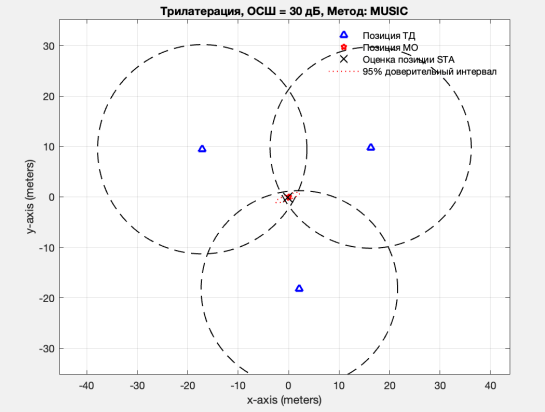 Трилатерация, ОСШ = 30 дБ, Метод: MUSIC
Позиция ТД
Позиция МО
Оценка позиции STA
95% доверительный интервал
30
20
10
0
-10
-20
-30
y-axis (meters)
-40 -30 -20 -10 0 10 20 30 40
x-axis (meters)